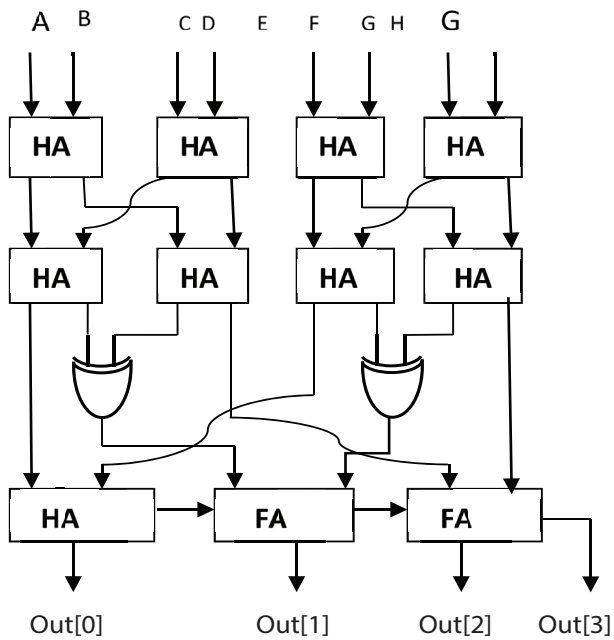 A B C D E F G H G
HA HA HA HA
HA HA HA HA
HA FA FA
Out[0] Out[1] Out[2] Out[3]